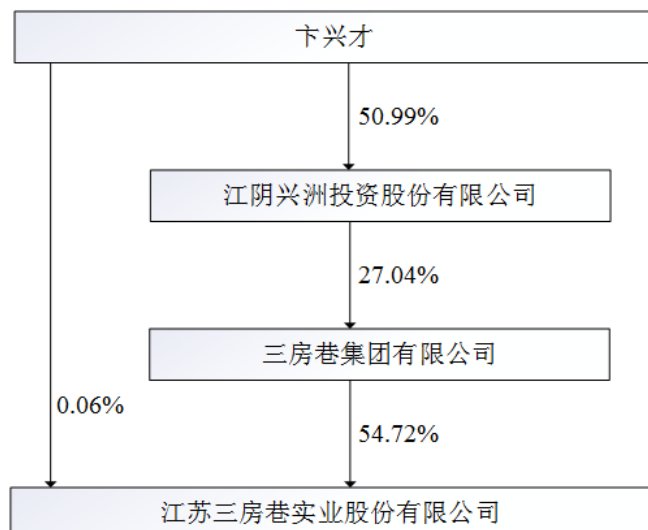 卞兴才
50.99%
江阴兴洲投资股份有限公司
27.04%
三房巷集团有限公司
0.06%
54.72%
江苏三房巷实业股份有限公司